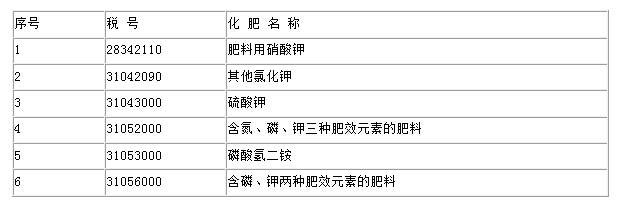 序号 税 号 化 肥 名 称
1 28342110 肥料用硝酸钾
2 31042090 其他氯化钾
3 31043000 硫酸钾
4 31052000 含氮、磷、钾三种肥效元素的肥料
5 31053000 磷酸氢二铵
6 31056000 含磷、钾两种肥效元素的肥料